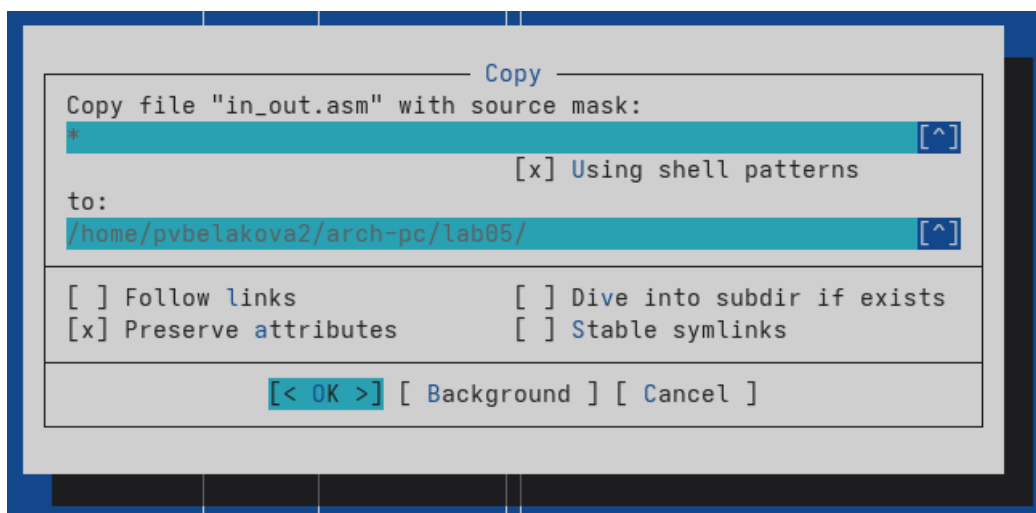 Copy
Copy file "in_out.asm" with source mask:
* [^]
[x] Using shell patterns
to:
/home/pvbelakova2/arch-pc/lab05/ [^]
[ ] Follow links [ ] Dive into subdir if exists
[x] Preserve attributes [ ] Stable symlinks
[< OK >] [ Background ] [ Cancel ]